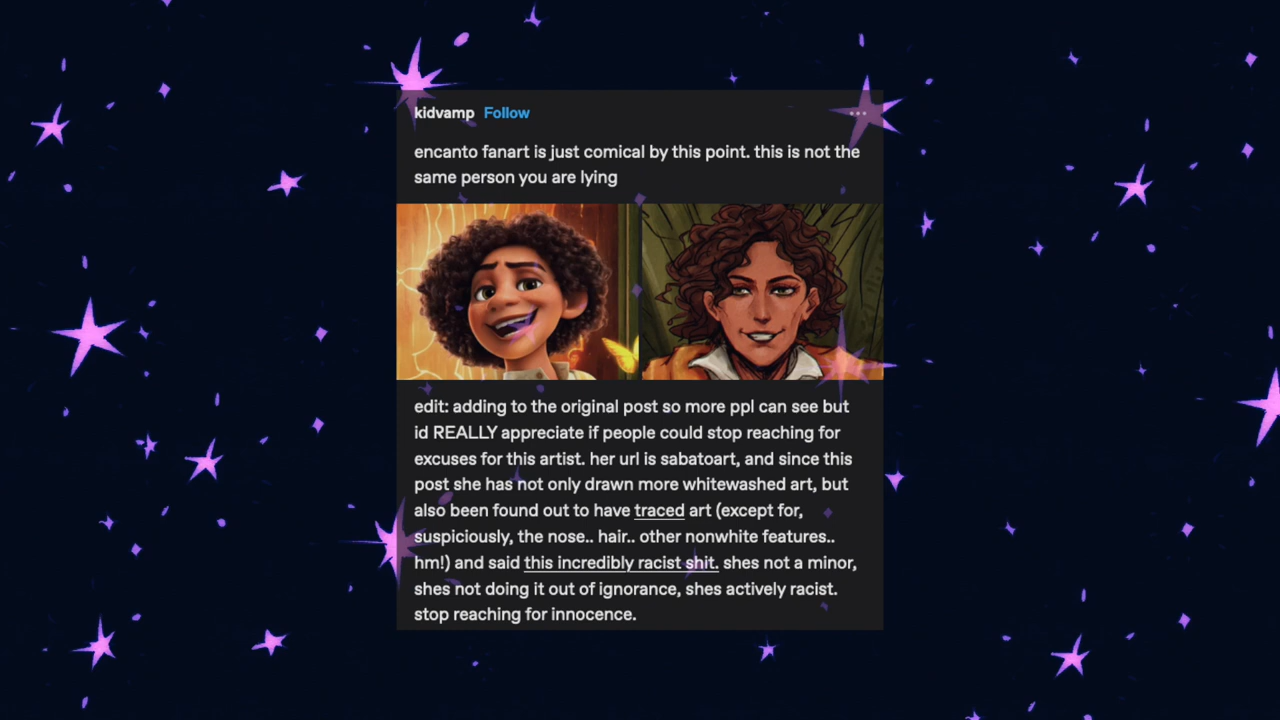 kidvamp Follow
encanto fanart is just comical by this point. this is not the
same person you are lying
edit: adding to the original post so more ppl can see but
id REALLY appreciate if people could stop reaching for
excuses for this artist. her url is sabatoart, and since this
post she has not only drawn more whitewashed art, but
also been found out to have traced art (except for,
suspiciously, the nose.. hair.. other nonwhite features..
hm!) and said this incredibly racist shit. shes not a minor,
shes not doing it out of ignorance, shes actively racist.
stop reaching for innocence.